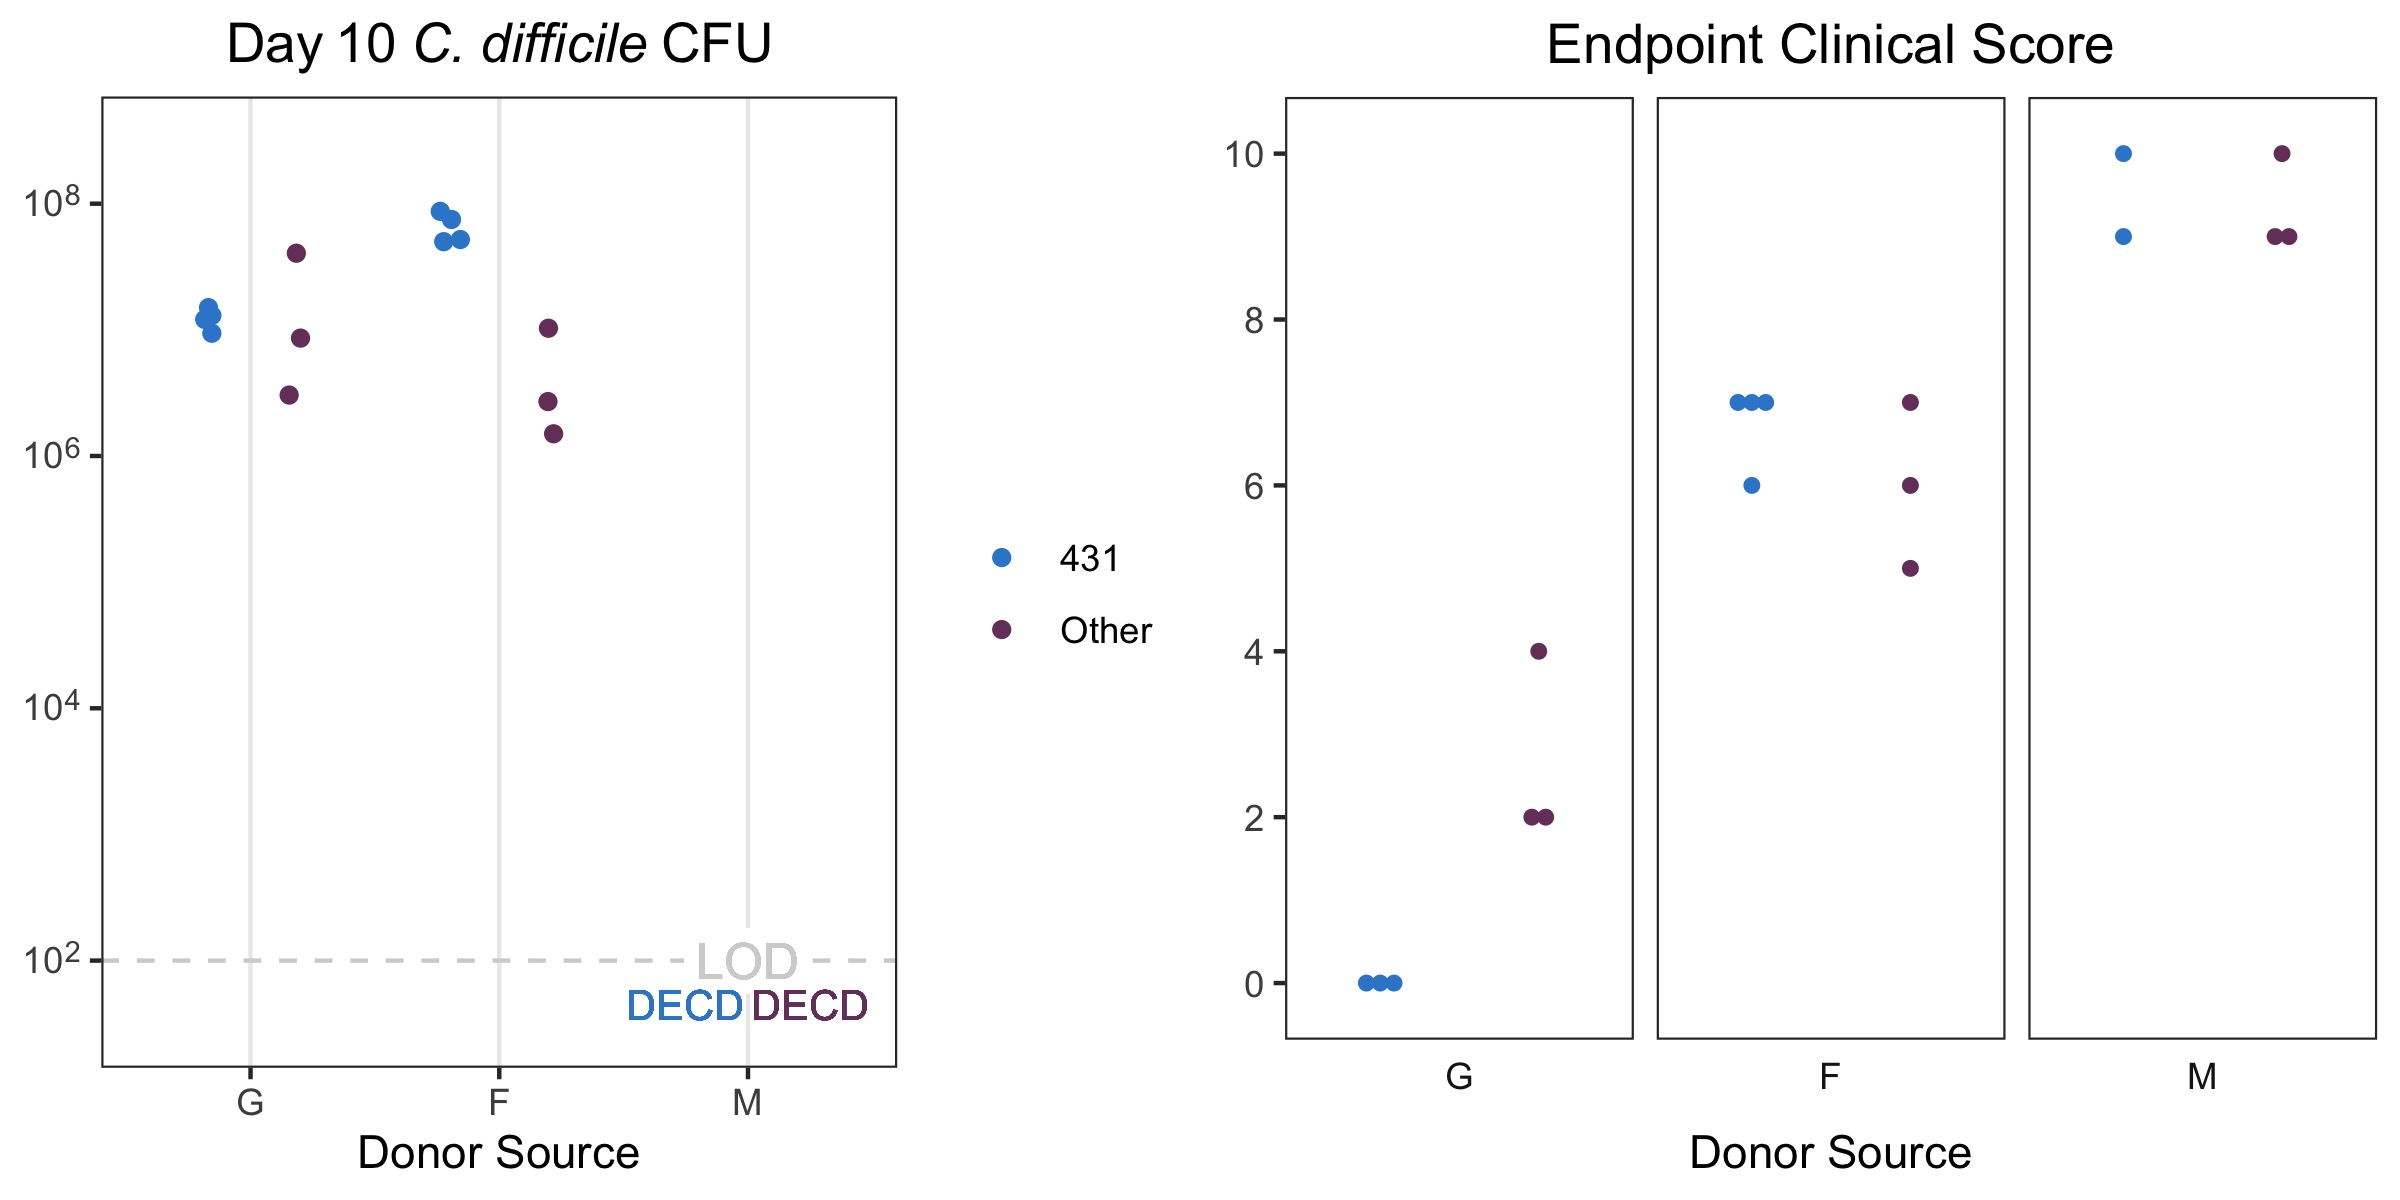 Day 10 C. difficile CFU
10⁸
10⁶
10⁴
10²
LOD
DECD DECD
G F M
Donor Source
431
Other
Endpoint Clinical Score
10
8
6
4
2
0
G F M
Donor Source